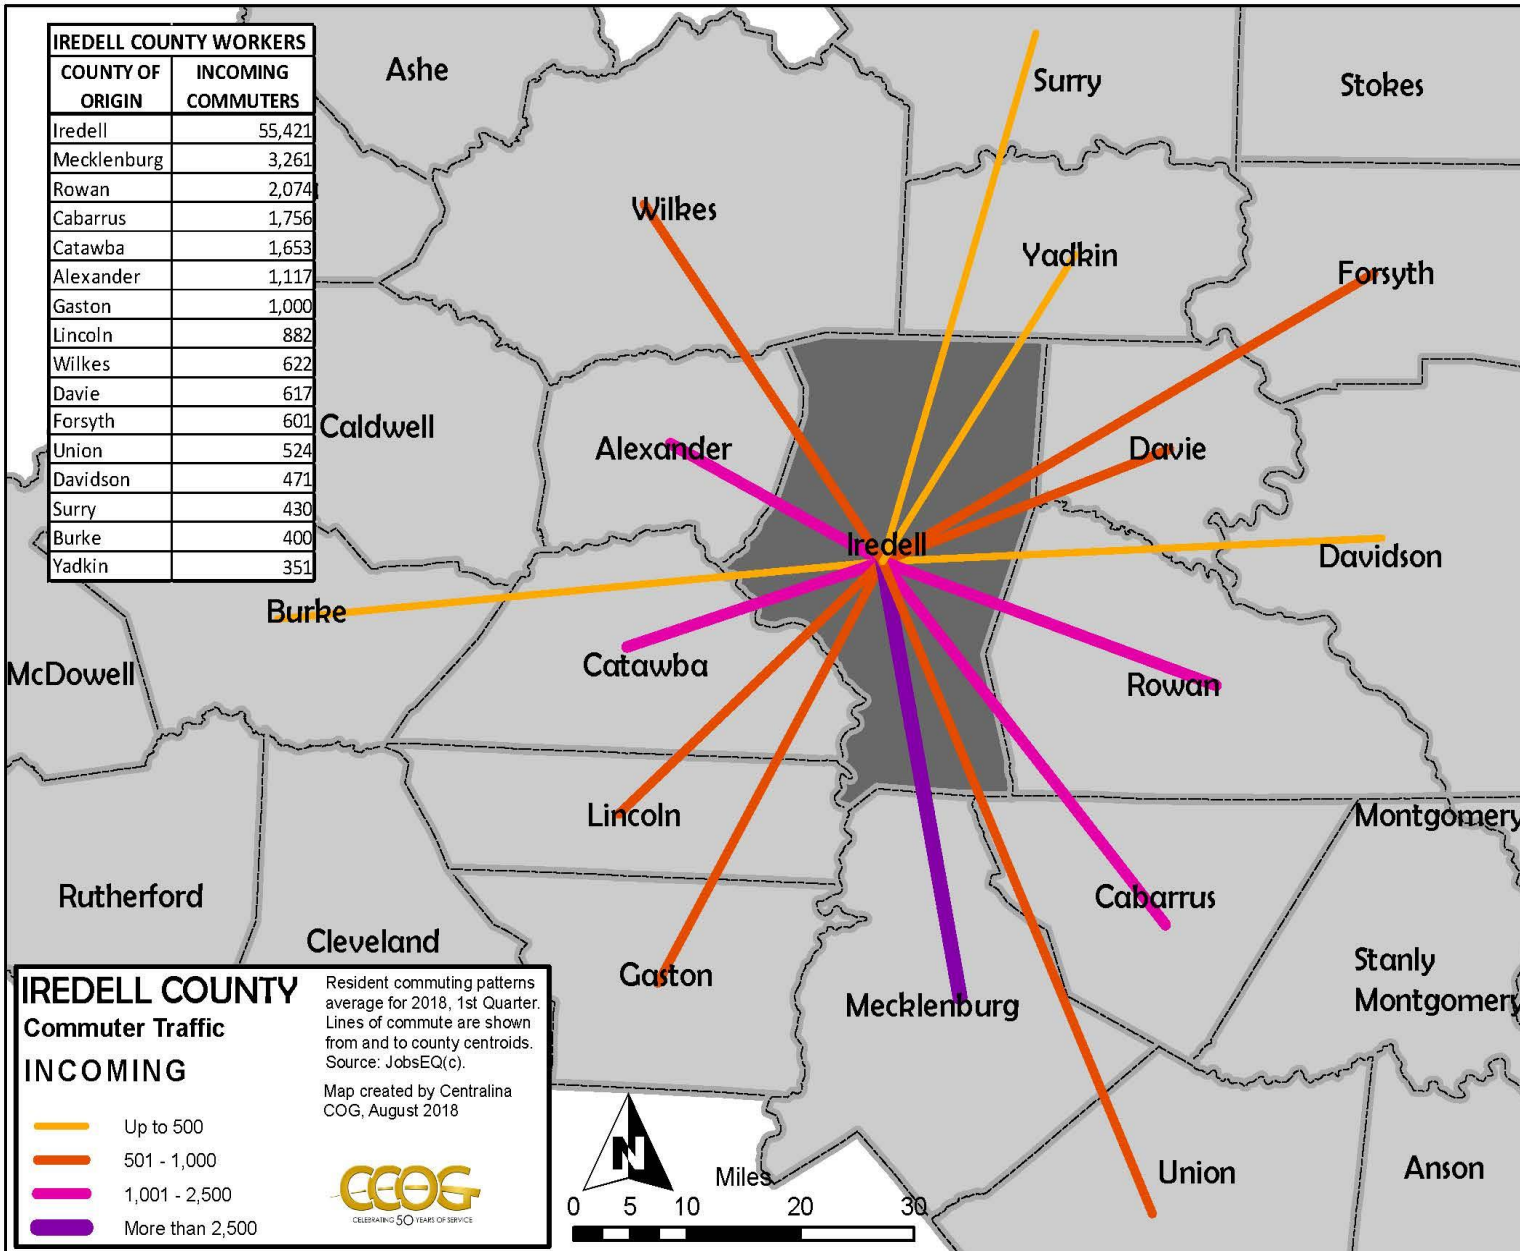 IREDELL COUNTY WORKERS
COUNTY OF ORIGIN INCOMING COMMUTERS
Iredell 55,421
Mecklenburg 3,261
Rowan 2,074
Cabarrus 1,756
Catawba 1,653
Alexander 1,117
Gaston 1,000
Lincoln 882
Wilkes 622
Davie 617
Forsyth 601
Union 524
Davidson 471
Surry 430
Burke 400
Yadkin 351
Ashe
Surry
Stokes
Wilkes
Yadkin
Forsyth
Caldwell
Alexander
Davie
Iredell
Davidson
Burke
McDowell
Catawba
Rowan
Lincoln
Montgomery
Rutherford
Cabarrus
Cleveland
Gaston
Mecklenburg
Stanly
Montgomery
Union
Anson
IREDELL COUNTY
Commuter Traffic
INCOMING
Up to 500
501 - 1,000
1,001 - 2,500
More than 2,500
Resident commuting patterns
average for 2018, 1st Quarter.
Lines of commute are shown
from and to county centroids.
Source: JobsEQ(c).
Map created by Centralina
COG, August 2018
CCOG
CELEBRATING 50 YEARS OF SERVICE
N
Miles
0 5 10 20 30